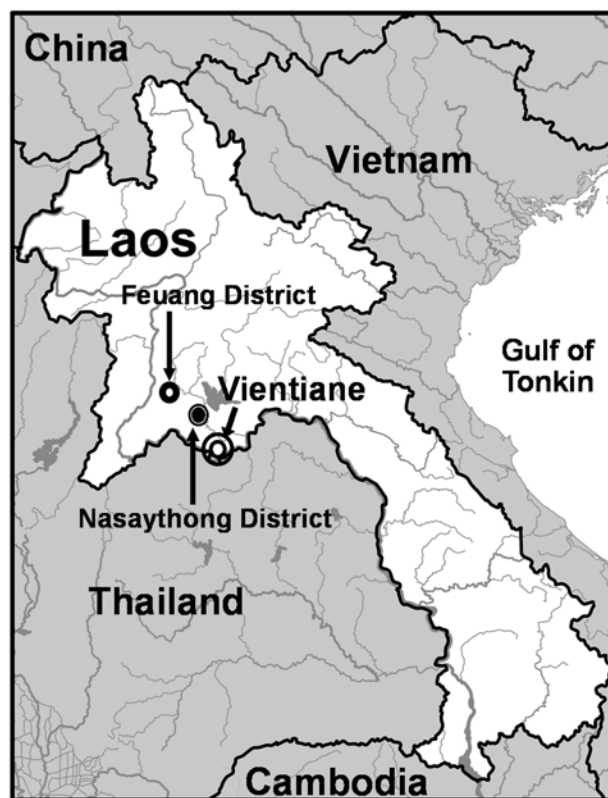 China
Vietnam
Laos
Feuang District
Gulf of
Tonkin
Vientiane
Nasaythong District
Thailand
Cambodia